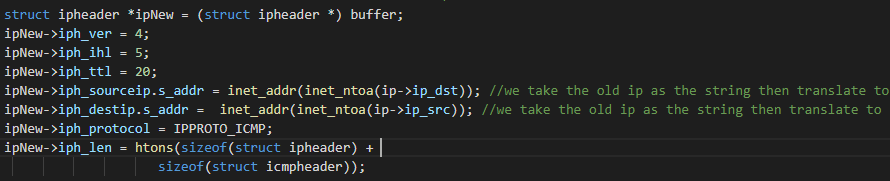 struct ipheader *ipNew = (struct ipheader *) buffer;
ipNew->iph_ver = 4;
ipNew->iph_ihl = 5;
ipNew->iph_ttl = 20;
ipNew->iph_sourceip.s_addr = inet_addr(inet_ntoa(ip->ip_dst)); //we take the old ip as the string then translate to
ipNew->iph_destip.s_addr =  inet_addr(inet_ntoa(ip->ip_src)); //we take the old ip as the string then translate to
ipNew->iph_protocol = IPPROTO_ICMP;
ipNew->iph_len = htons(sizeof(struct ipheader) +
sizeof(struct icmpheader));